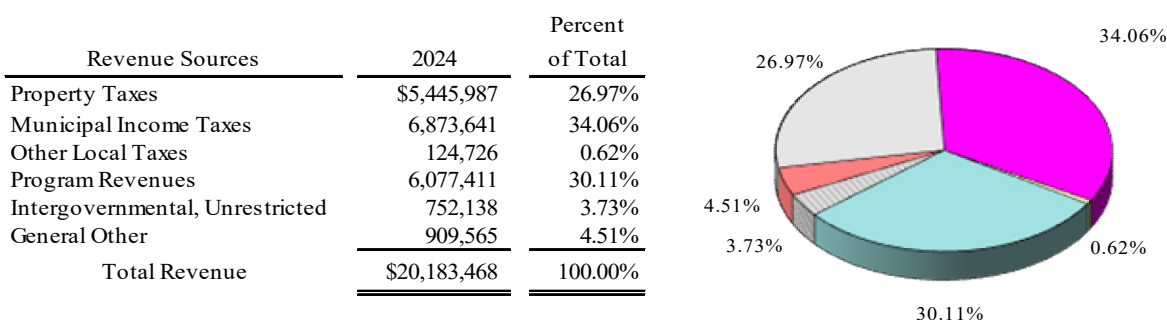 Percent
Revenue Sources 2024 of Total
Property Taxes $5,445,987 26.97%
Municipal Income Taxes 6,873,641 34.06%
Other Local Taxes 124,726 0.62%
Program Revenues 6,077,411 30.11%
Intergovernmental, Unrestricted 752,138 3.73%
General Other 909,565 4.51%
Total Revenue $20,183,468 100.00%
34.06%
26.97%
4.51%
3.73%
0.62%
30.11%